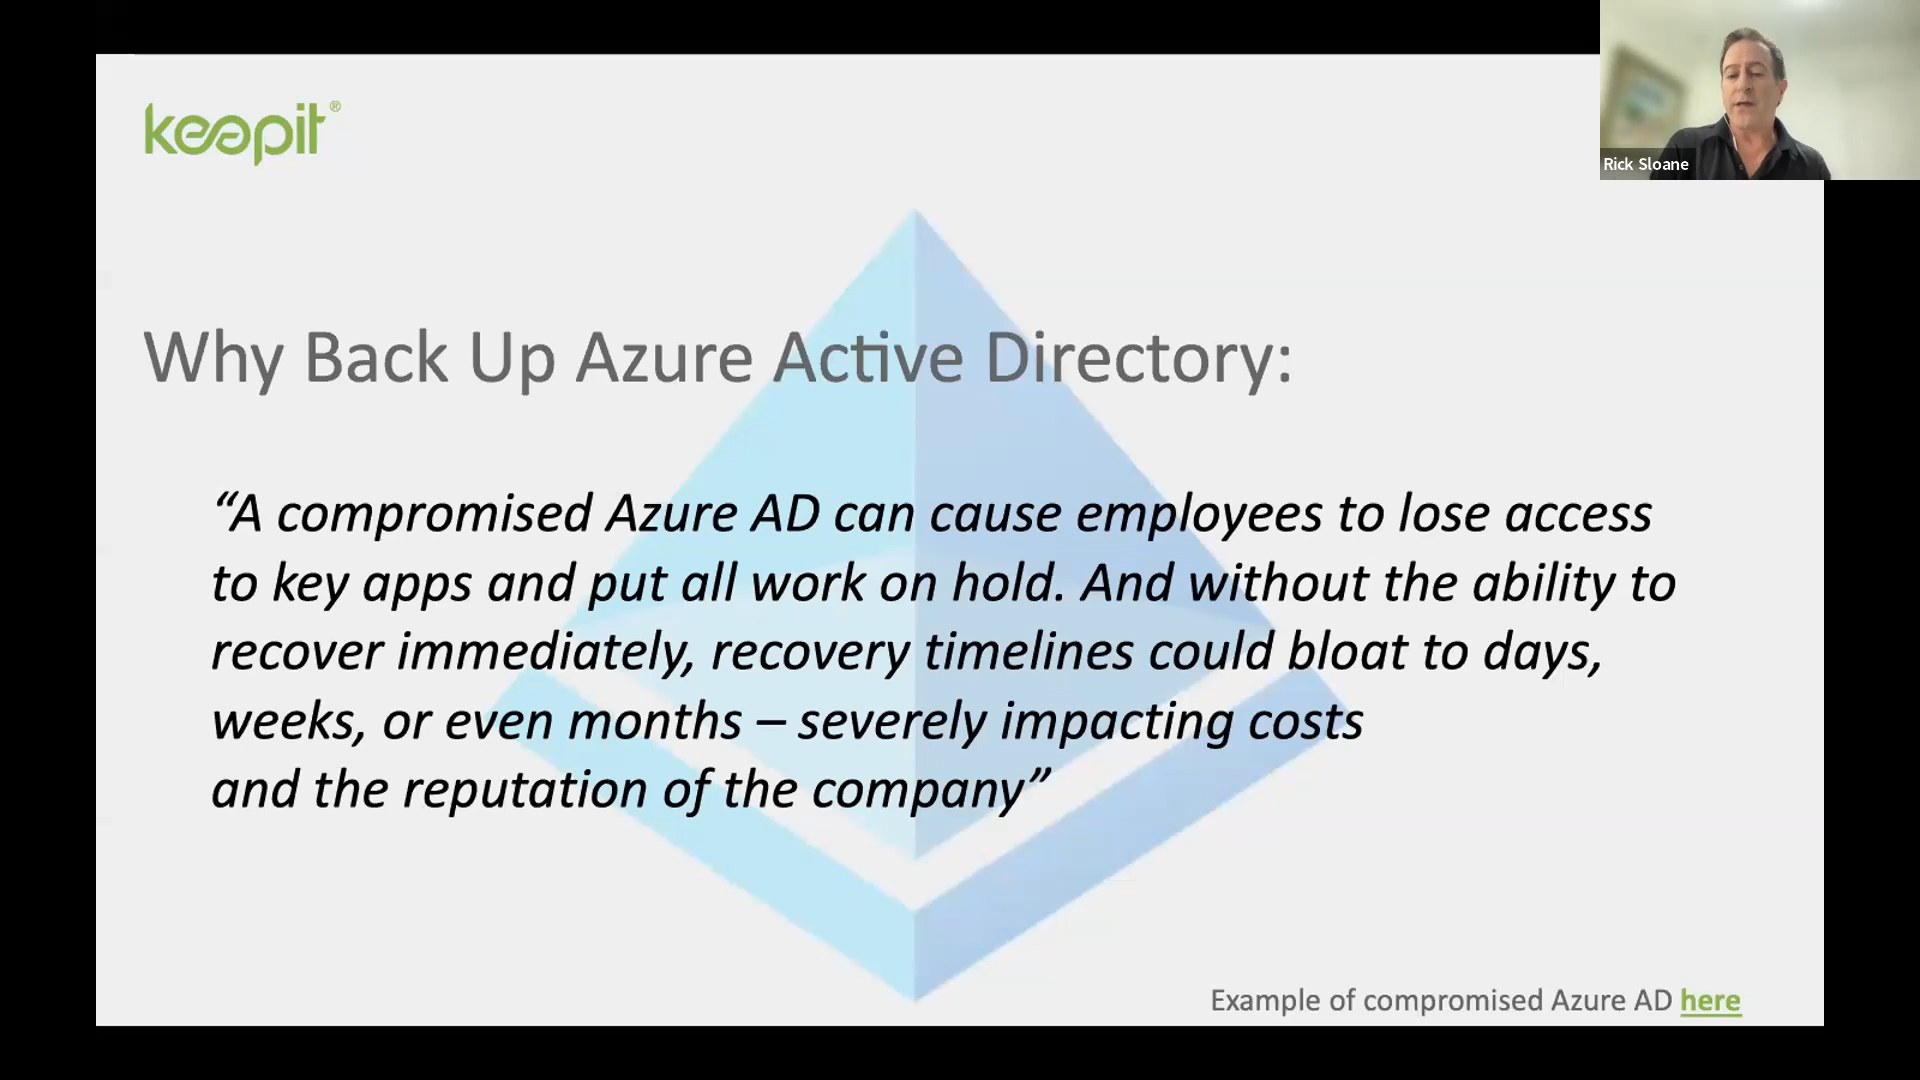 keepit®
Rick Sloane
Why Back Up Azure Active Directory:
“A compromised Azure AD can cause employees to lose access
to key apps and put all work on hold. And without the ability to
recover immediately, recovery timelines could bloat to days,
weeks, or even months – severely impacting costs
and the reputation of the company”
Example of compromised Azure AD here